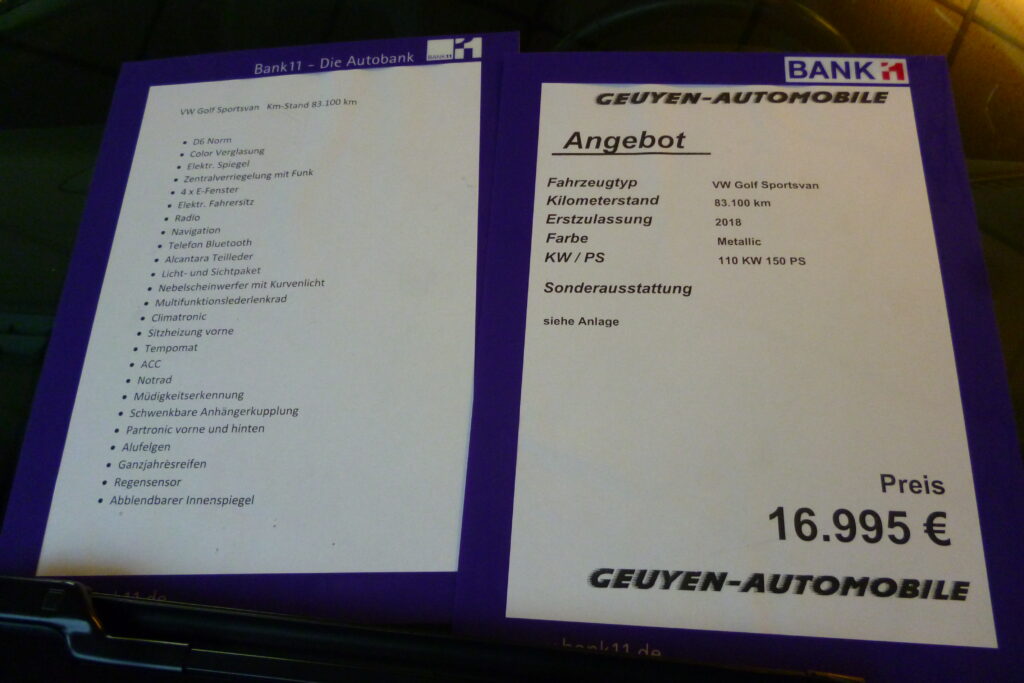 Bank11 – Die Autobank
BANK11
VW Golf Sportsvan Km-Stand 83.100 km
• D6 Norm
• Color Verglasung
• Elektr. Spiegel
• Zentralverriegelung mit Funk
• 4 x E-Fenster
• Elektr. Fahrersitz
• Radio
• Navigation
• Telefon Bluetooth
• Alcantara Teilleder
• Licht- und Sichtpaket
• Nebelscheinwerfer mit Kurvenlicht
• Multifunktionslederlenkrad
• Climatronic
• Sitzheizung vorne
• Tempomat
• ACC
• Notrad
• Müdigkeitserkennung
• Schwenkbare Anhängerkupplung
• Partronic vorne und hinten
• Alufelgen
• Ganzjahresreifen
• Regensensor
• Abblendbarer Innenspiegel
BANK 11
GEUYEN-AUTOMOBILE
Angebot
Fahrzeugtyp VW Golf Sportsvan
Kilometerstand 83.100 km
Erstzulassung 2018
Farbe Metallic
KW / PS 110 KW 150 PS
Sonderausstattung
siehe Anlage
Preis
16.995 €
GEUYEN-AUTOMOBILE
bank11.de